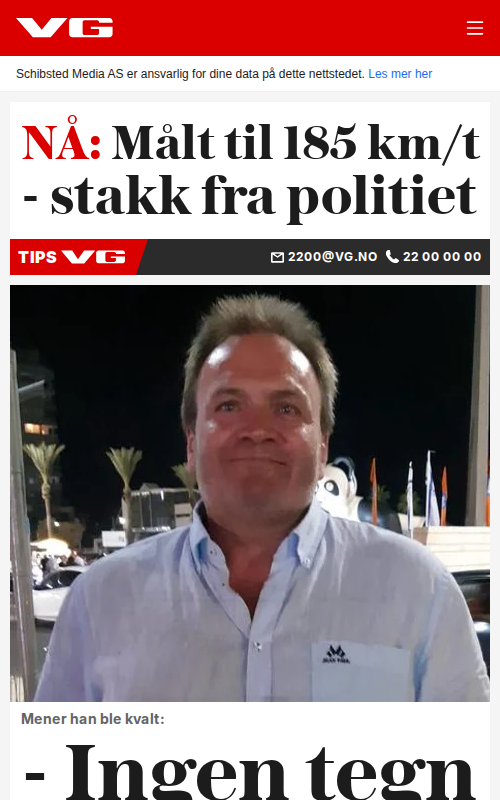 VG
Schibsted Media AS er ansvarlig for dine data på dette nettstedet. Les mer her
NÅ: Målt til 185 km/t
- stakk fra politiet
TIPS VG 2200@VG.NO 22 00 00 00
Mener han ble kvalt:
- Ingen tegn